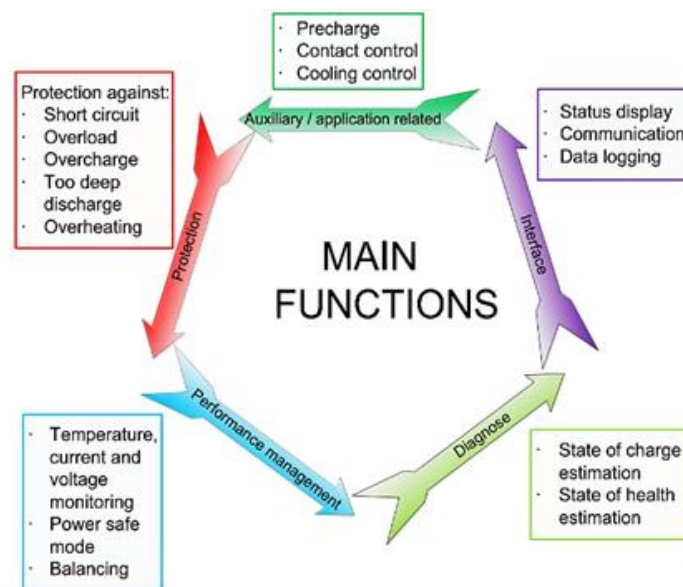 · Precharge
· Contact control
· Cooling control
Auxiliary / application related
Protection against:
· Short circuit
· Overload
· Overcharge
· Too deep
discharge
· Overheating
Protection
· Status display
· Communication
· Data logging
Interface
MAIN
FUNCTIONS
Performance management
· Temperature,
current and
voltage
monitoring
· Power safe
mode
· Balancing
Diagnose
· State of charge
estimation
· State of health
estimation